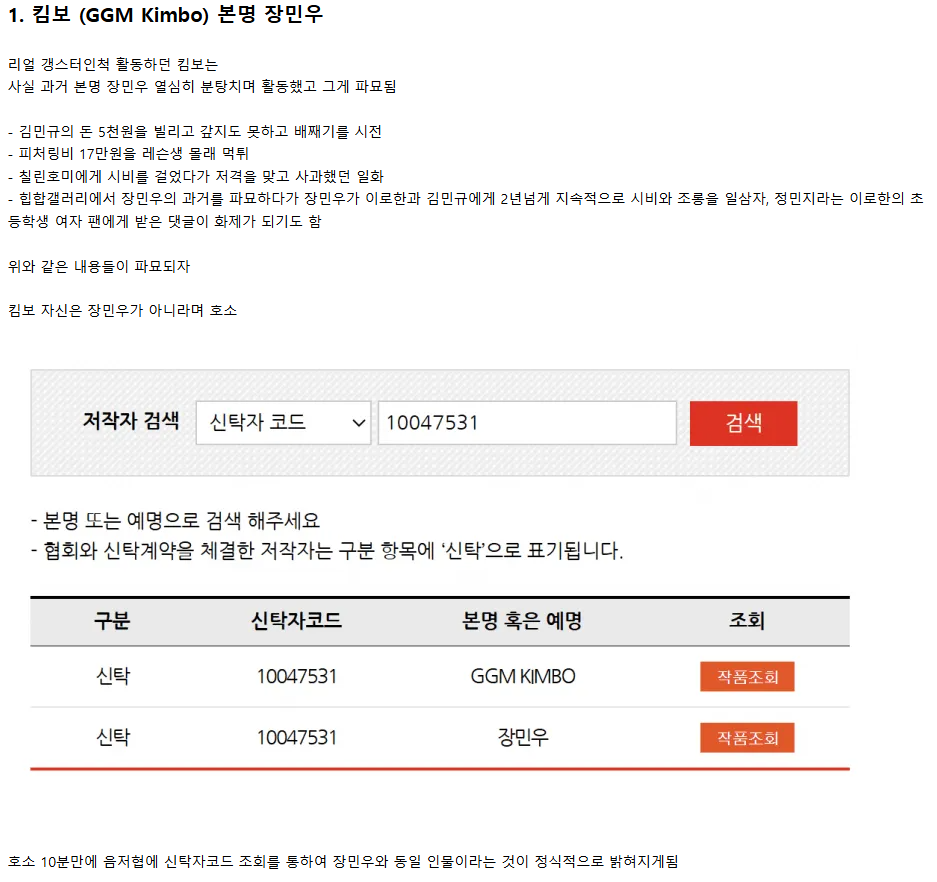 1. 킴보 (GGM Kimbo) 본명 장민우
리얼 갱스터인척 활동하던 킴보는
사실 과거 본명 장민우 열심히 분탕치며 활동했고 그게 파묘됨
- 김민규의 돈 5천원을 빌리고 갚지도 못하고 배째기를 시전
- 피처링비 17만원을 레슨생 몰래 먹튀
- 칠린호미에게 시비를 걸었다가 저격을 맞고 사과했던 일화
- 힙합갤러리에서 장민우의 과거를 파묘하다가 장민우가 이로한과 김민규에게 2년넘게 지속적으로 시비와 조롱을 일삼자, 정민지라는 이로한의 초
등학생 여자 팬에게 받은 댓글이 화제가 되기도 함
위와 같은 내용들이 파묘되자
킴보 자신은 장민우가 아니라며 호소
저작자 검색 신탁자 코드 10047531 검색
- 본명 또는 예명으로 검색 해주세요
- 협회와 신탁계약을 체결한 저작자는 구분 항목에 ‘신탁’으로 표기됩니다.
구분 신탁자코드 본명 혹은 예명 조회
신탁 10047531 GGM KIMBO 작품조회
신탁 10047531 장민우 작품조회
호소 10분만에 음저협에 신탁자코드 조회를 통하여 장민우와 동일 인물이라는 것이 정식적으로 밝혀지게됨